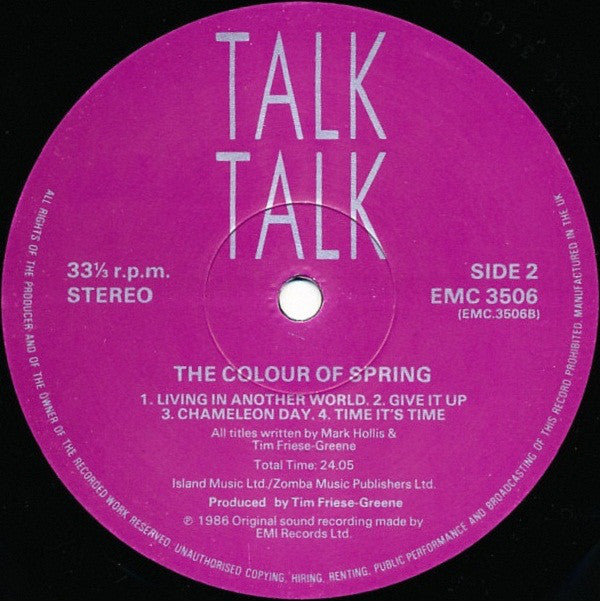 TALK
TALK
33⅓ r.p.m.
STEREO
SIDE 2
EMC 3506
(EMC.3506B)
THE COLOUR OF SPRING
1. LIVING IN ANOTHER WORLD. 2. GIVE IT UP
3. CHAMELEON DAY. 4. TIME IT'S TIME
All titles written by Mark Hollis &
Tim Friese-Greene
Total Time: 24.05
Island Music Ltd./Zomba Music Publishers Ltd.
Produced by Tim Friese-Greene
℗ 1986 Original sound recording made by
EMI Records Ltd.
ALL RIGHTS OF THE PRODUCER AND OF THE OWNER OF THE RECORDED WORK RESERVED. UNAUTHORISED COPYING, HIRING, RENTING, PUBLIC PERFORMANCE AND BROADCASTING OF THIS RECORD PROHIBITED. MANUFACTURED IN THE UK